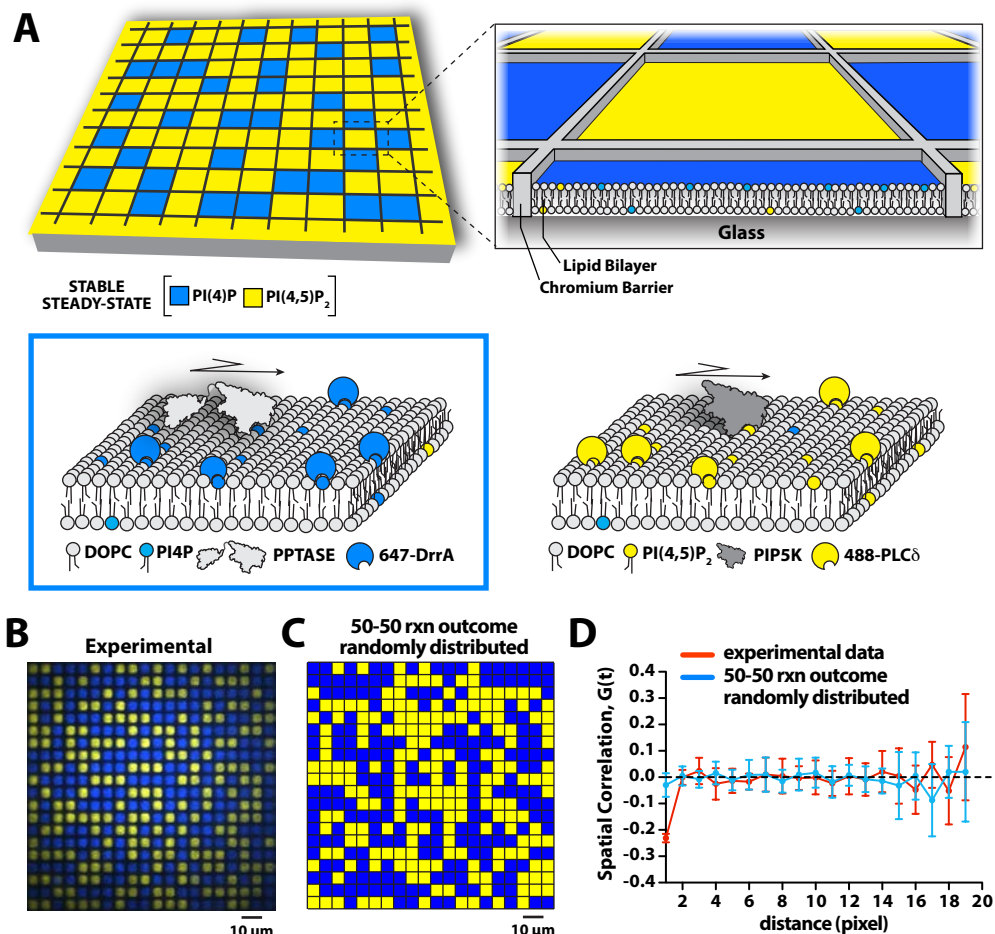 A
Glass
Lipid Bilayer
Chromium Barrier
STABLE
STEADY-STATE
PI(4)P
PI(4,5)P2
DOPC
PI4P
PPTASE
647-DrrA
DOPC
PI(4,5)P2
PIP5K
488-PLCδ
B
Experimental
10 μm
C
50-50 rxn outcome
randomly distributed
10 μm
D
experimental data
50-50 rxn outcome
randomly distributed
Spatial Correlation, G(t)
0.4
0.3
0.2
0.1
0.0
-0.1
-0.2
-0.3
-0.4
2 4 6 8 10 12 14 16 18 20
distance (pixel)